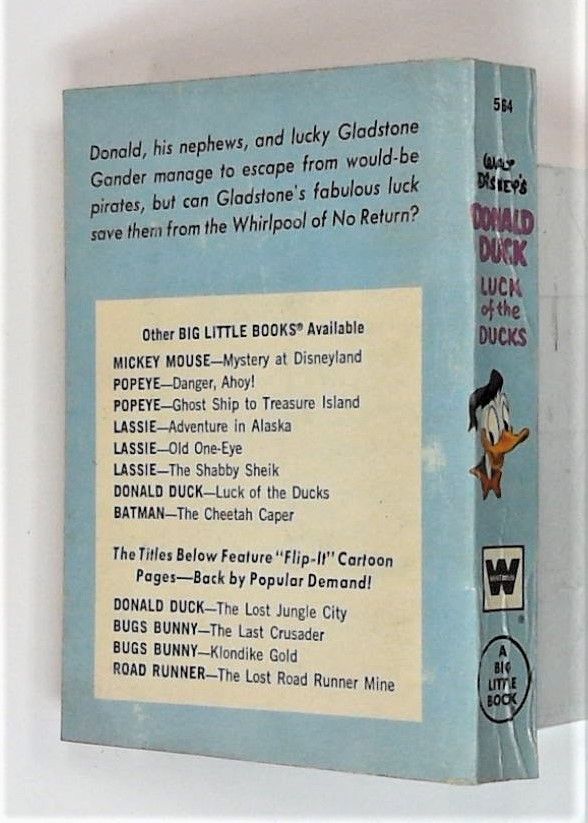 Donald, his nephews, and lucky Gladstone
Gander manage to escape from would-be
pirates, but can Gladstone's fabulous luck
save them from the Whirlpool of No Return?
Other BIG LITTLE BOOKS® Available
MICKEY MOUSE—Mystery at Disneyland
POPEYE—Danger, Ahoy!
POPEYE—Ghost Ship to Treasure Island
LASSIE—Adventure in Alaska
LASSIE—Old One-Eye
LASSIE—The Shabby Sheik
DONALD DUCK—Luck of the Ducks
BATMAN—The Cheetah Caper
The Titles Below Feature "Flip-It" Cartoon
Pages—Back by Popular Demand!
DONALD DUCK—The Lost Jungle City
BUGS BUNNY—The Last Crusader
BUGS BUNNY—Klondike Gold
ROAD RUNNER—The Lost Road Runner Mine
564
WALT
DISNEY'S
DONALD
DUCK
LUCK
of the
DUCKS
W
®
A
BIG
LITTLE
BOOK